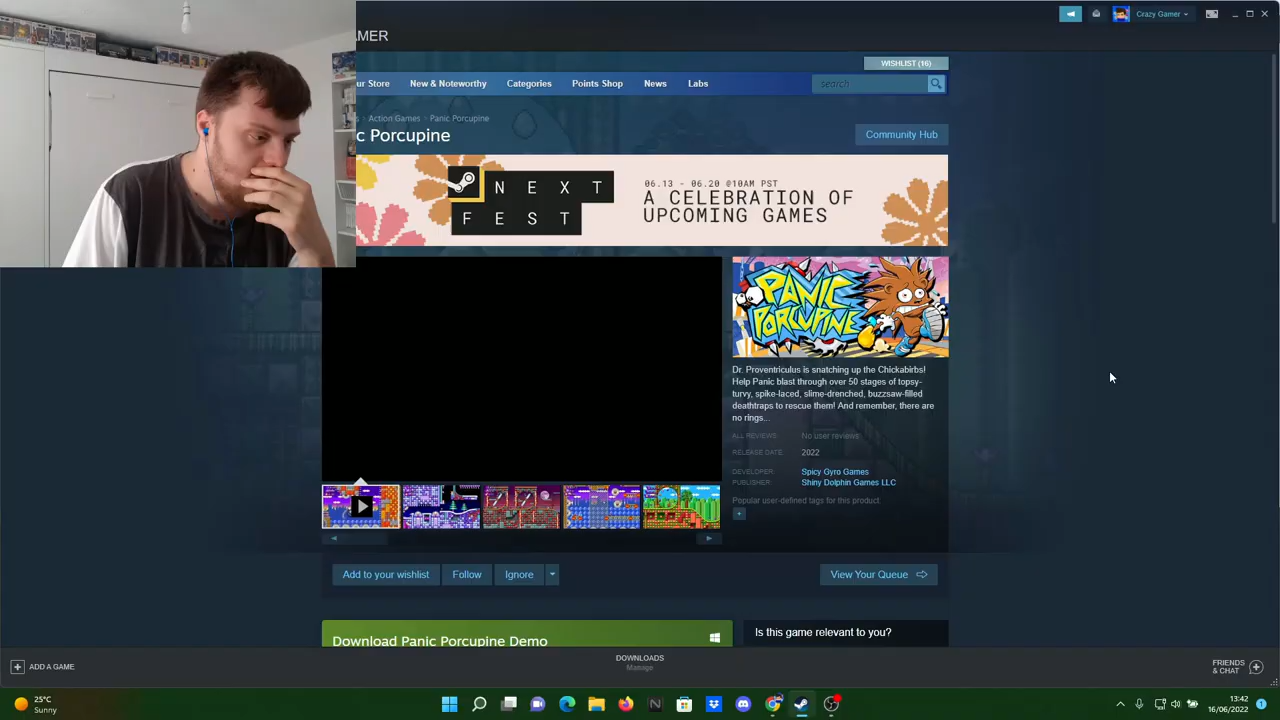 Crazy Gamer
AMER
WISHLIST (16)
ur Store
New & Noteworthy
Categories
Points Shop
News
Labs
search
Action Games > Panic Porcupine
c Porcupine
Community Hub
NEXT
FEST
06.13 - 06.20 @10AM PST
A CELEBRATION OF
UPCOMING GAMES
PANIC
PORCUPINE
Dr. Proventriculus is snatching up the Chickabirbs!
Help Panic blast through over 50 stages of topsy-
turvy, spike-laced, slime-drenched, buzzsaw-filled
deathtraps to rescue them! And remember, there are
no rings...
ALL REVIEWS: No user reviews
RELEASE DATE: 2022
DEVELOPER: Spicy Gyro Games
PUBLISHER: Shiny Dolphin Games LLC
Popular user-defined tags for this product:
+
Add to your wishlist
Follow
Ignore
View Your Queue
Download Panic Porcupine Demo
Is this game relevant to you?
ADD A GAME
DOWNLOADS
Manage
FRIENDS
& CHAT
25°C
Sunny
13:42
16/06/2022